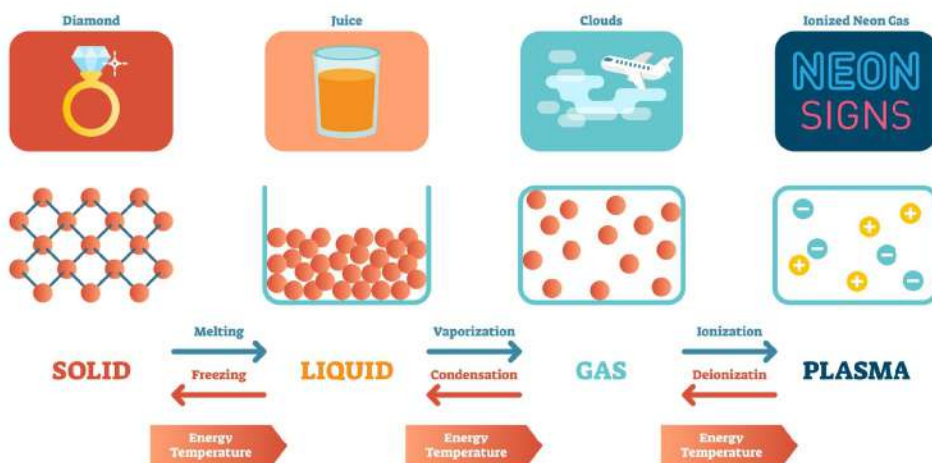 Diamond
Juice
Clouds
Ionized Neon Gas
NEON
SIGNS
Melting
Vaporization
Ionization
SOLID
LIQUID
GAS
PLASMA
Freezing
Condensation
Deionizatin
Energy
Temperature
Energy
Temperature
Energy
Temperature